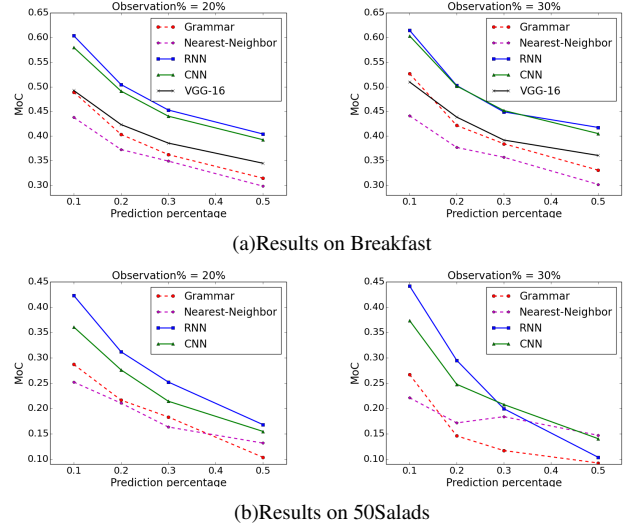 Observation% = 20%
MoC
0.65
0.60
0.55
0.50
0.45
0.40
0.35
0.30
Grammar
Nearest-Neighbor
RNN
CNN
VGG-16
0.1 0.2 0.3 0.4 0.5
Prediction percentage
Observation% = 30%
MoC
0.65
0.60
0.55
0.50
0.45
0.40
0.35
0.30
Grammar
Nearest-Neighbor
RNN
CNN
VGG-16
0.1 0.2 0.3 0.4 0.5
Prediction percentage
(a)Results on Breakfast
Observation% = 20%
MoC
0.45
0.40
0.35
0.30
0.25
0.20
0.15
0.10
Grammar
Nearest-Neighbor
RNN
CNN
0.1 0.2 0.3 0.4 0.5
Prediction percentage
Observation% = 30%
MoC
0.45
0.40
0.35
0.30
0.25
0.20
0.15
0.10
Grammar
Nearest-Neighbor
RNN
CNN
0.1 0.2 0.3 0.4 0.5
Prediction percentage
(b)Results on 50Salads